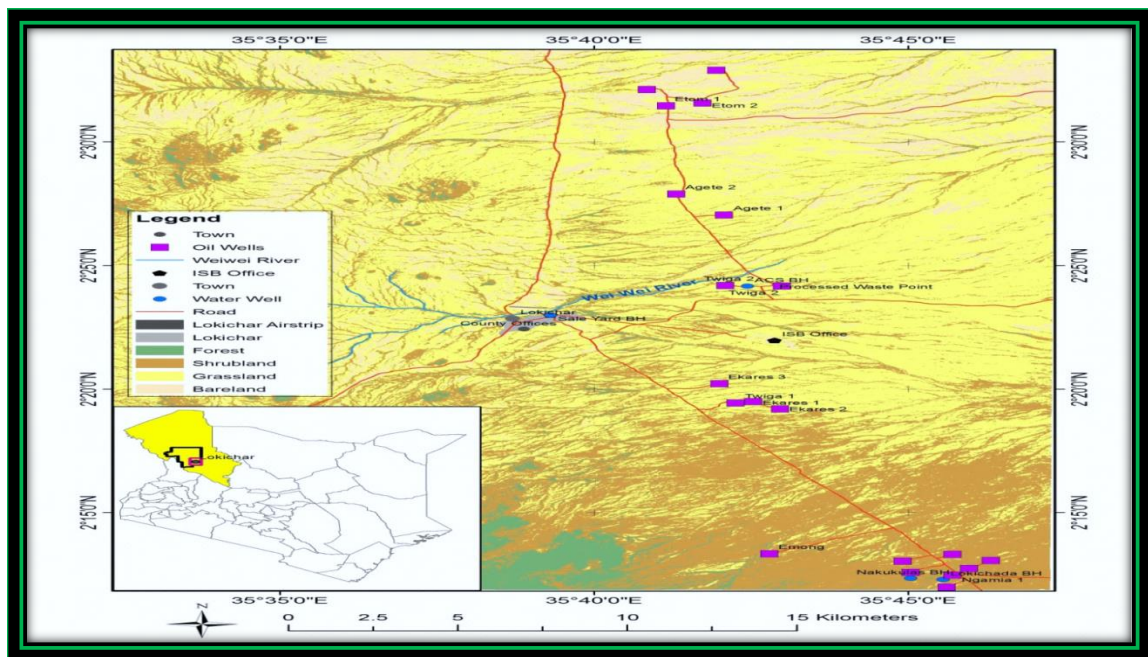 35°35'0"E 35°40'0"E 35°45'0"E
Etom 1
Etom 2
2°30'0"N 2°30'0"N
Agete 2
Agete 1
Legend
Town
Oil Wells
Weiwei River
ISB Office
Town
Water Well
Road
Lokichar Airstrip
Lokichar
Forest
Shrubland
Grassland
Bareland
2°25'0"N 2°25'0"N
Twiga 2 ACS BH
Processed Waste Point
Twiga 2
Wei-Wei River
Lokichar
Sale Yard BH
County Offices
ISB Office
2°20'0"N 2°20'0"N
Ekares 3
Twiga 1
Ekares 1
Ekares 2
Lokichar
2°15'0"N 2°15'0"N
Emong
Nakukulas BH
Lokichada BH
Ngamia 1
35°35'0"E 35°40'0"E 35°45'0"E
N
0 2.5 5 10 15 Kilometers